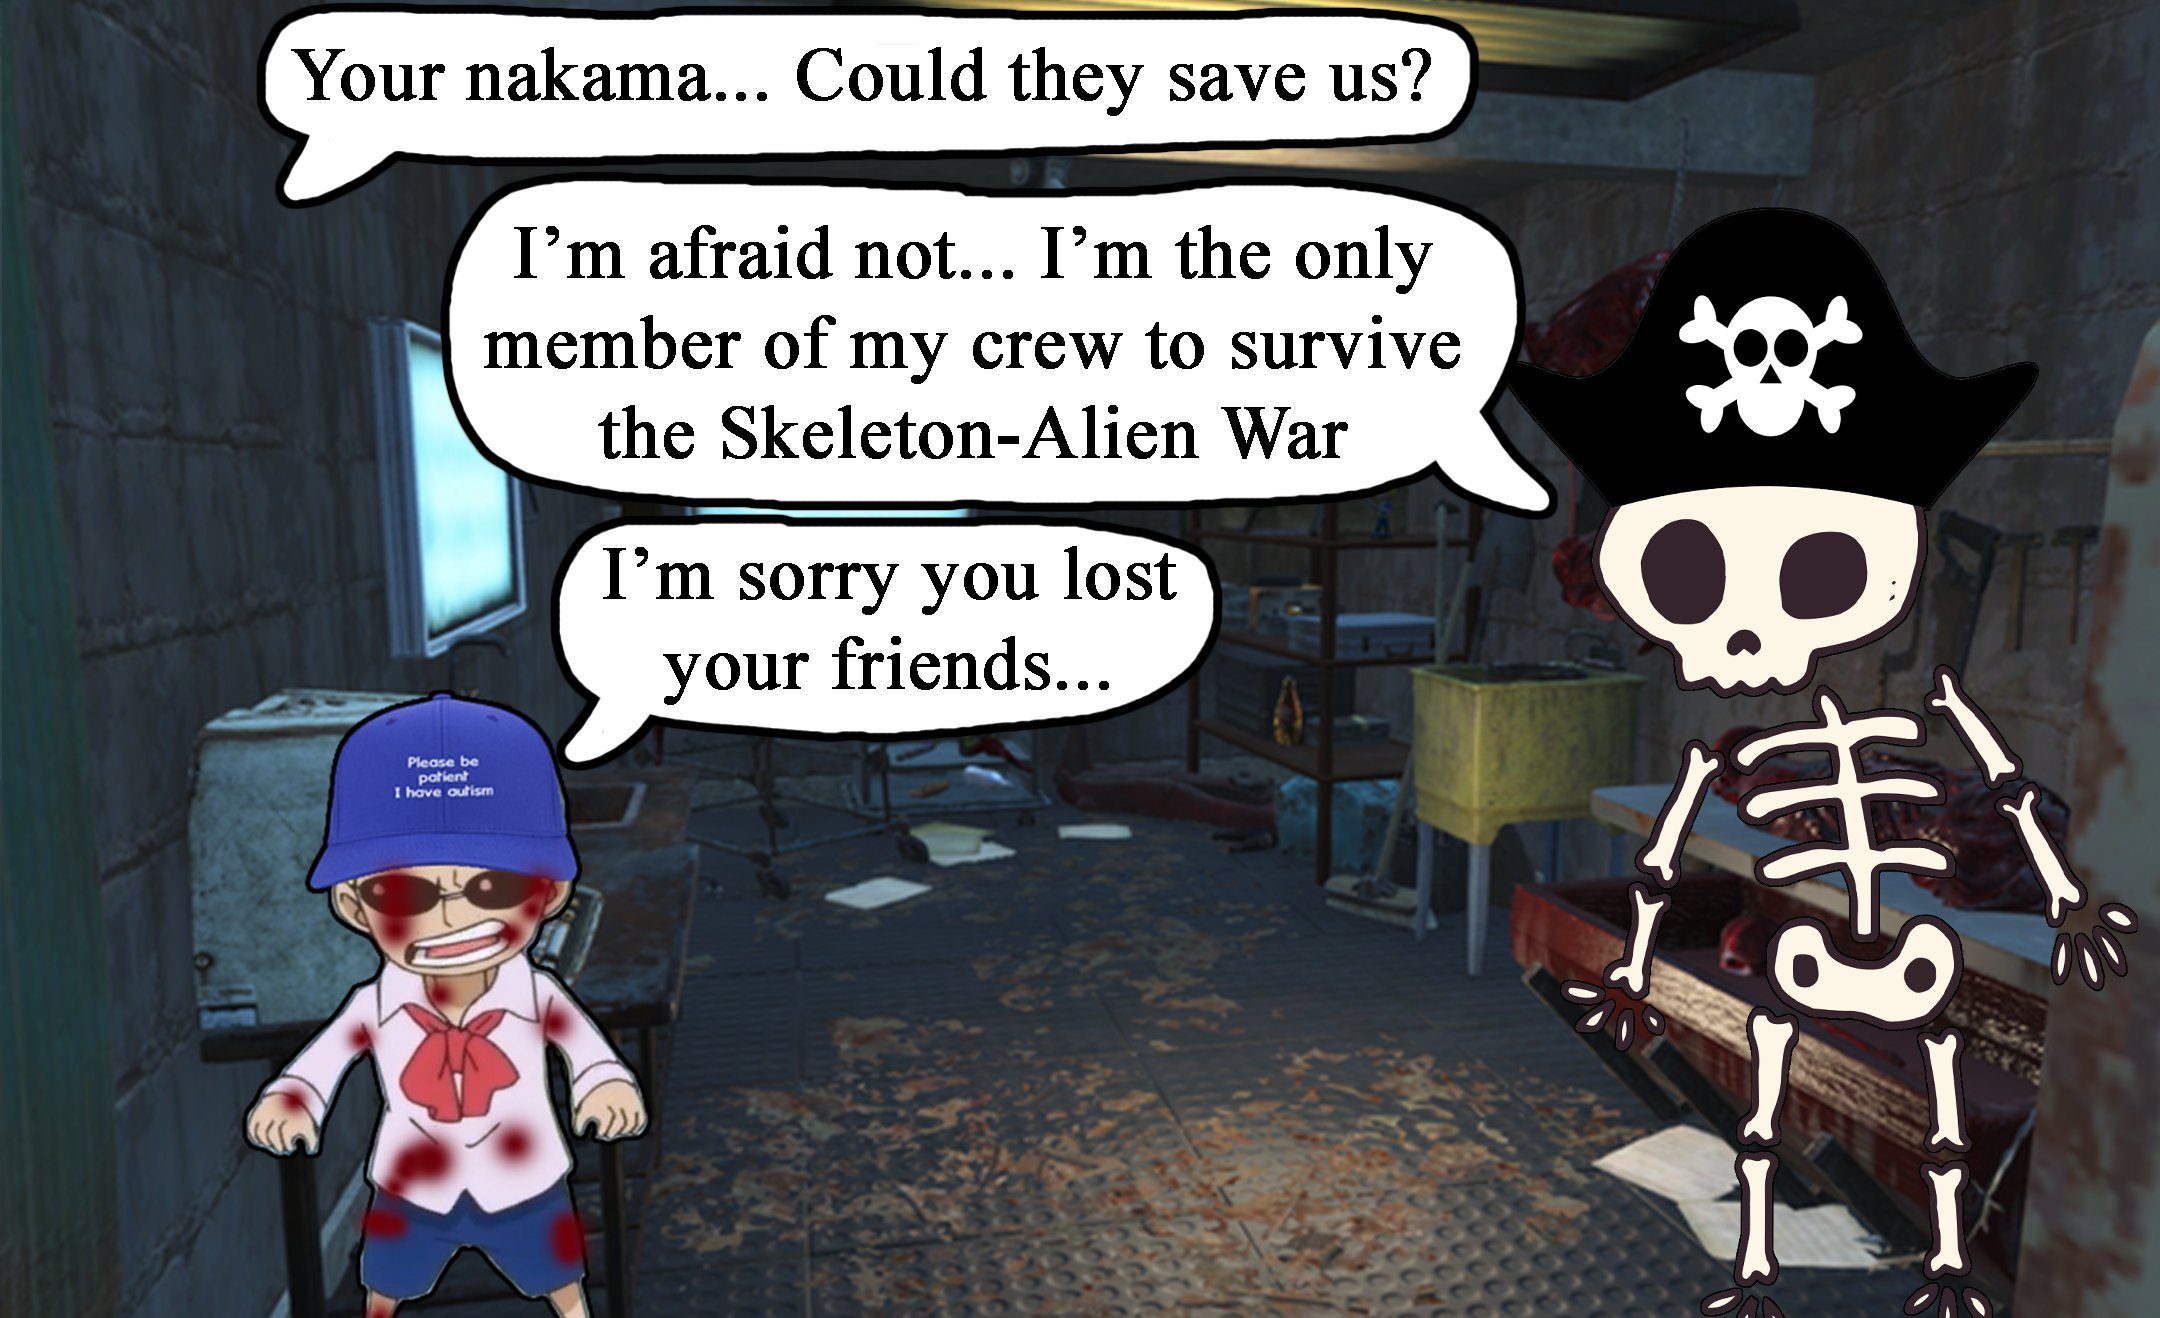 Your nakama... Could they save us?
I'm afraid not... I'm the only
member of my crew to survive
the Skeleton-Alien War
I'm sorry you lost
your friends...
Please be
patient
I have autism